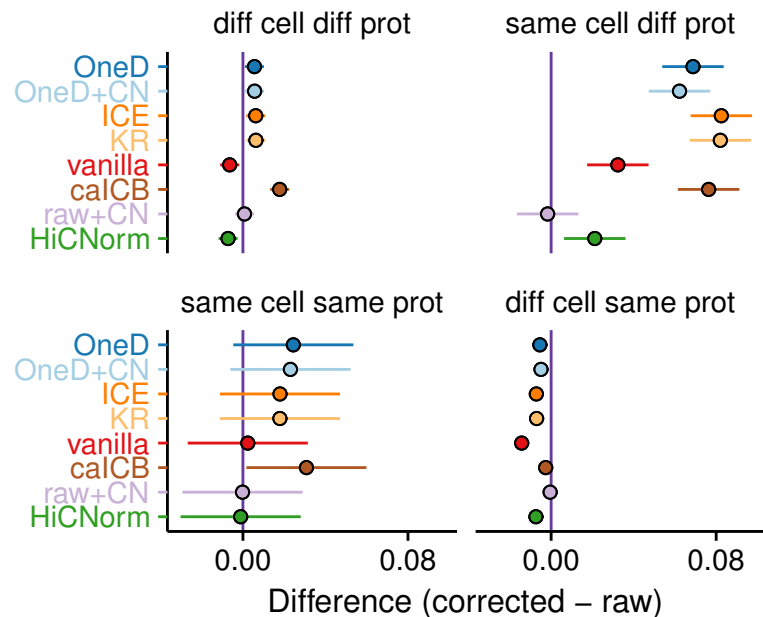 diff cell diff prot
same cell diff prot
OneD
OneD+CN
ICE
KR
vanilla
caICB
raw+CN
HiCNorm
same cell same prot
diff cell same prot
OneD
OneD+CN
ICE
KR
vanilla
caICB
raw+CN
HiCNorm
0.00
0.08
0.00
0.08
Difference (corrected − raw)